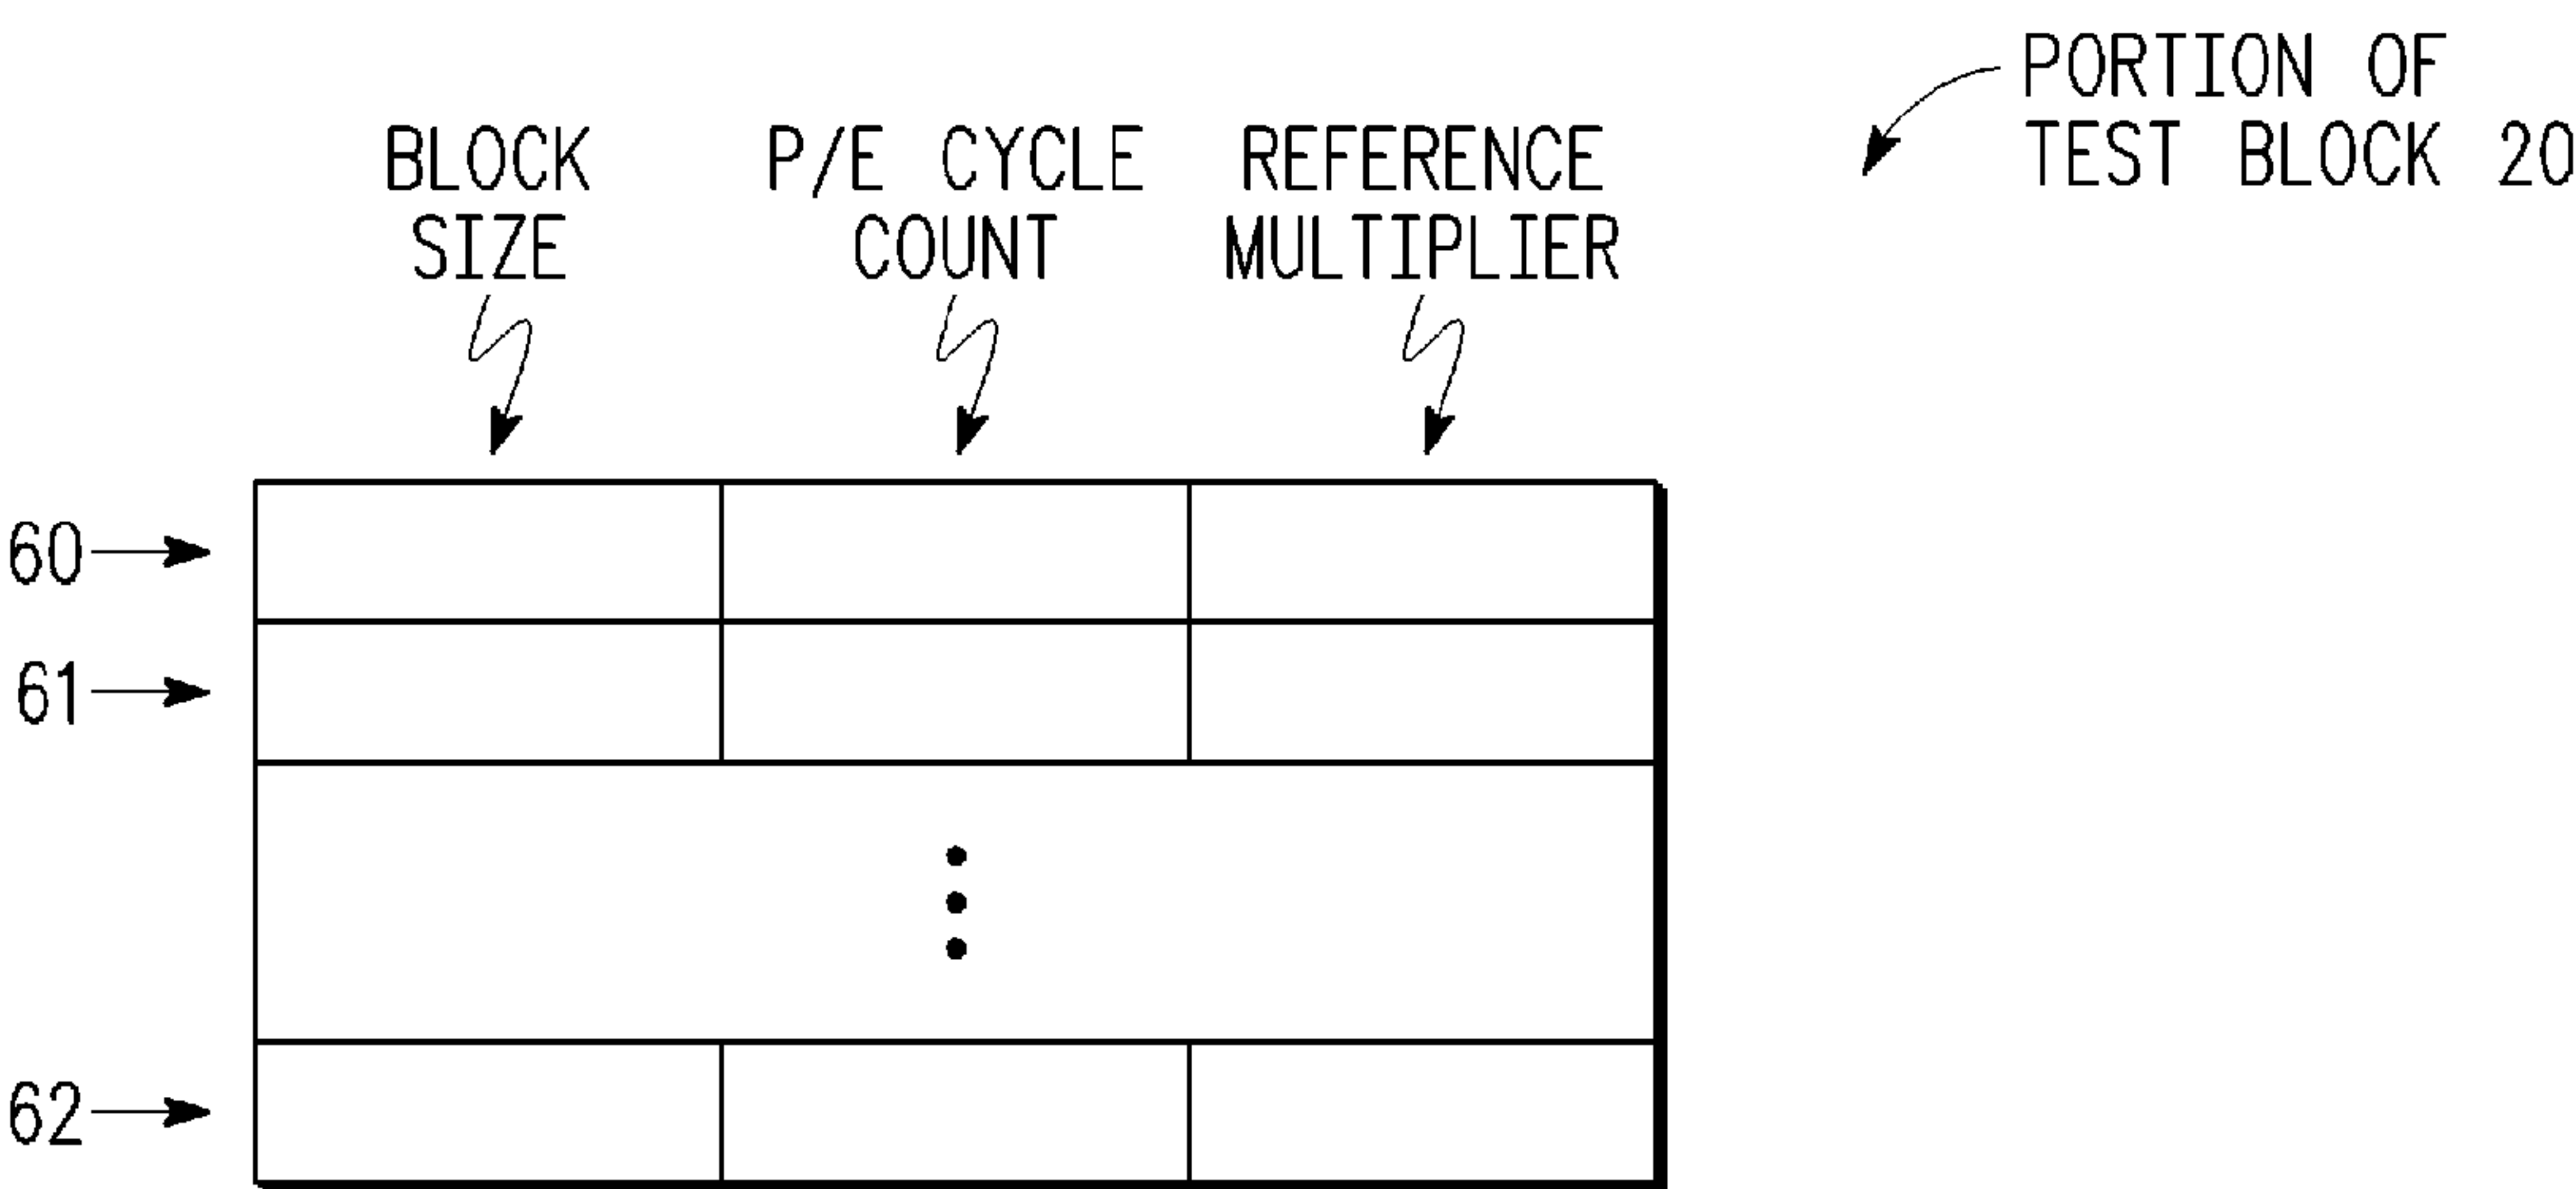 PORTION OF
TEST BLOCK 20
BLOCK
SIZE
P/E CYCLE
COUNT
REFERENCE
MULTIPLIER
60
61
62